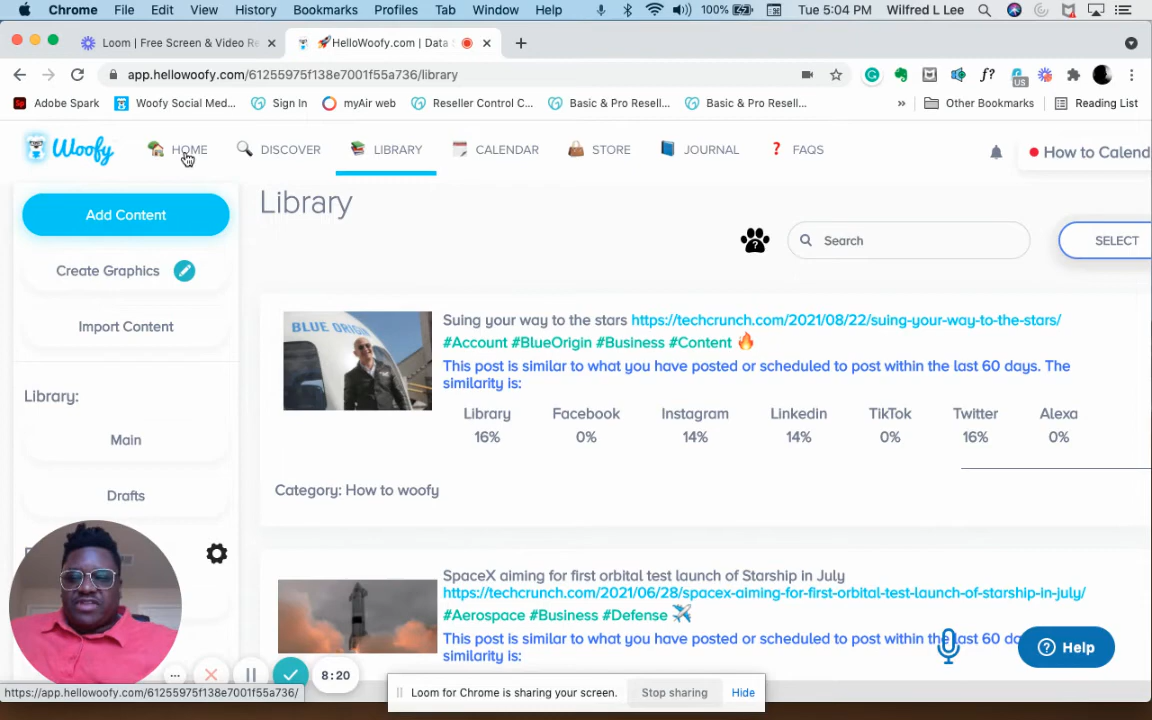 Chrome File Edit View History Bookmarks Profiles Tab Window Help 100% Tue 5:04 PM Wilfred L Lee
Loom | Free Screen & Video Re × 🚀HelloWoofy.com | Data × +
app.hellowoofy.com/61255975f138e7001f55a736/library
f? US
Adobe Spark Woofy Social Med... Sign In myAir web Reseller Control C... Basic & Pro Resell... Basic & Pro Resell... » Other Bookmarks Reading List
Woofy HOME DISCOVER LIBRARY CALENDAR STORE JOURNAL ? FAQS How to Calend
Add Content
Library
Search
SELECT
Create Graphics
Import Content
BLUE ORIGIN
Suing your way to the stars https://techcrunch.com/2021/08/22/suing-your-way-to-the-stars/
#Account #BlueOrigin #Business #Content 🔥
This post is similar to what you have posted or scheduled to post within the last 60 days. The
similarity is:
Library Facebook Instagram Linkedin TikTok Twitter Alexa
16% 0% 14% 14% 0% 16% 0%
Category: How to woofy
Library:
Main
Drafts
SpaceX aiming for first orbital test launch of Starship in July
https://techcrunch.com/2021/06/28/spacex-aiming-for-first-orbital-test-launch-of-starship-in-july/
#Aerospace #Business #Defense ✈️
This post is similar to what you have posted or scheduled to post within the last 60 da
similarity is:
Help
8:20
https://app.hellowoofy.com/61255975f138e7001f55a736/
Loom for Chrome is sharing your screen. Stop sharing Hide